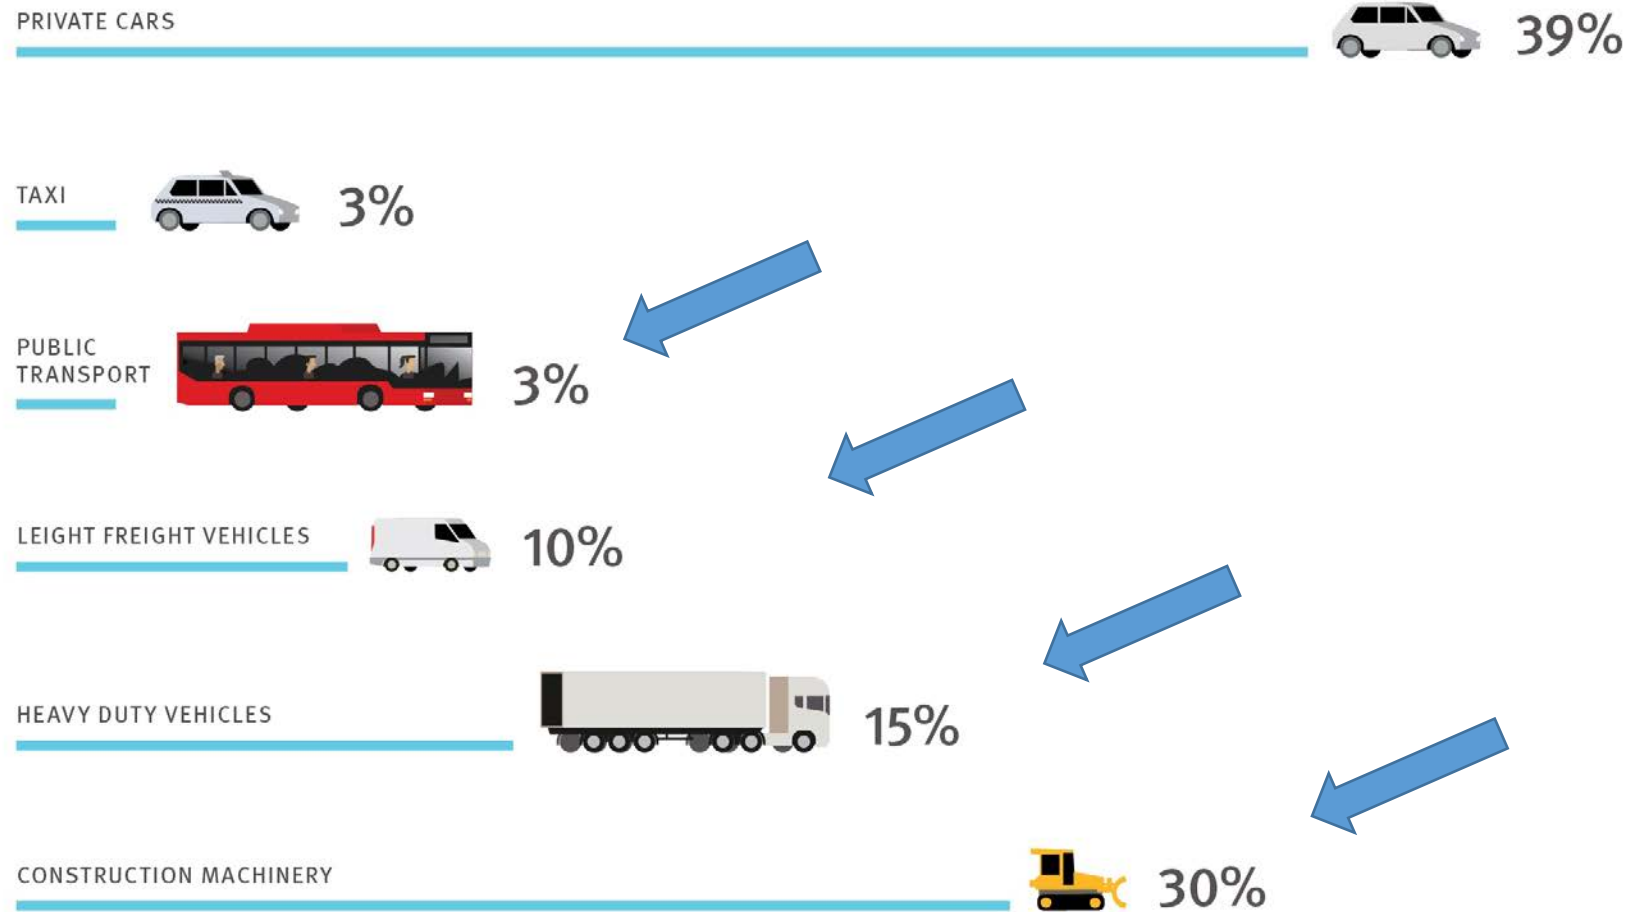 PRIVATE CARS
39%
TAXI
3%
PUBLIC
TRANSPORT
3%
LEIGHT FREIGHT VEHICLES
10%
HEAVY DUTY VEHICLES
15%
CONSTRUCTION MACHINERY
30%